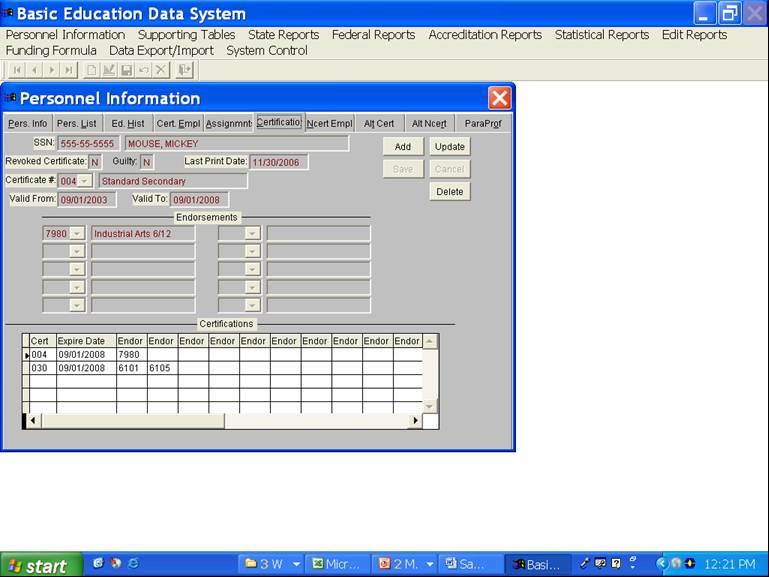 Basic Education Data System
Personnel Information Supporting Tables State Reports Federal Reports Accreditation Reports Statistical Reports Edit Reports
Funding Formula Data Export/Import System Control
Personnel Information
Pers. Info Pers. List Ed. Hist Cert. Empl Assignmnt Certificatio Ncert Empl Alt Cert Alt Ncert ParaProf
SSN: 555-55-5555 MOUSE, MICKEY Add Update
Revoked Certificate: N Guilty: N Last Print Date: 11/30/2006 Save Cancel
Certificate #: 004 Standard Secondary Delete
Valid From: 09/01/2003 Valid To: 09/01/2008
Endorsements
7980 Industrial Arts 6/12
Certifications
Cert Expire Date Endor Endor Endor Endor Endor Endor Endor Endor Endor Endor
004 09/01/2008 7980
030 09/01/2008 6101 6105
start 3 W Micr... 2 M. Sa... Basi... 12:21 PM